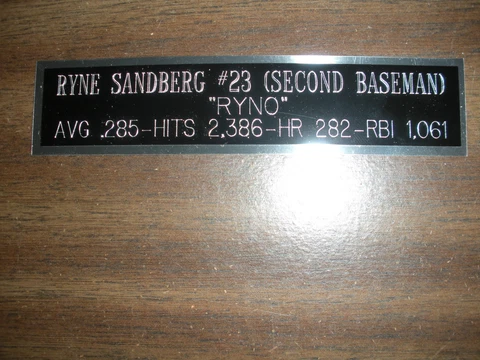 RYNE SANDBERG #23 (SECOND BASEMAN)
"RYNO"
AVG .285-HITS 2,386-HR 282-RBI 1,061